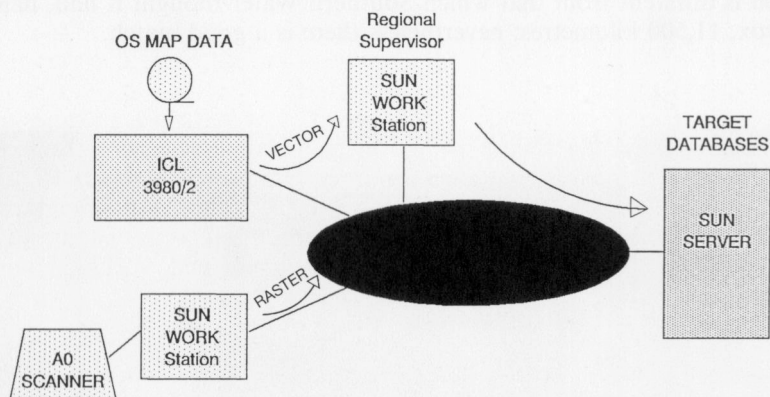 Regional
Supervisor
OS MAP DATA
SUN
WORK
Station
VECTOR
TARGET
DATABASES
ICL
3980/2
SUN
SERVER
RASTER
SUN
WORK
Station
A0
SCANNER